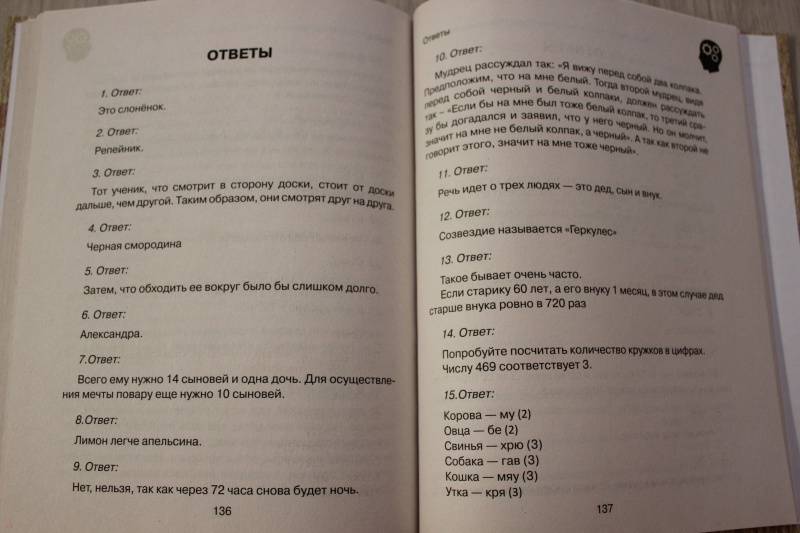 ОТВЕТЫ
1. Ответ:
Это слонёнок.
2. Ответ:
Репейник.
3. Ответ:
Тот ученик, что смотрит в сторону доски, стоит от доски
дальше, чем другой. Таким образом, они смотрят друг на друга.
4. Ответ:
Черная смородина
5. Ответ:
Затем, что обходить ее вокруг было бы слишком долго.
6. Ответ:
Александра.
7.Ответ:
Всего ему нужно 14 сыновей и одна дочь. Для осуществле-
ния мечты повару еще нужно 10 сыновей.
8.Ответ:
Лимон легче апельсина.
9. Ответ:
Нет, нельзя, так как через 72 часа снова будет ночь.
136
Ответы
10. Ответ:
Мудрец рассуждал так: «Я вижу перед собой два колпака.
Предположим, что на мне белый. Тогда второй мудрец, видя
перед собой черный и белый колпаки, должен рассуждать
так – «Если бы на мне был тоже белый колпак, то третий сра-
зу бы догадался и заявил, что у него черный. Но он молчит,
значит на мне не белый колпак, а черный». А так как второй не
говорит этого, значит на мне тоже черный».
11. Ответ:
Речь идет о трех людях — это дед, сын и внук.
12. Ответ:
Созвездие называется «Геркулес»
13. Ответ:
Такое бывает очень часто.
Если старику 60 лет, а его внуку 1 месяц, в этом случае дед
старше внука ровно в 720 раз
14. Ответ:
Попробуйте посчитать количество кружков в цифрах.
Числу 469 соответствует 3.
15.Ответ:
Корова — му (2)
Овца — бе (2)
Свинья — хрю (3)
Собака — гав (3)
Кошка — мяу (3)
Утка — кря (3)
137